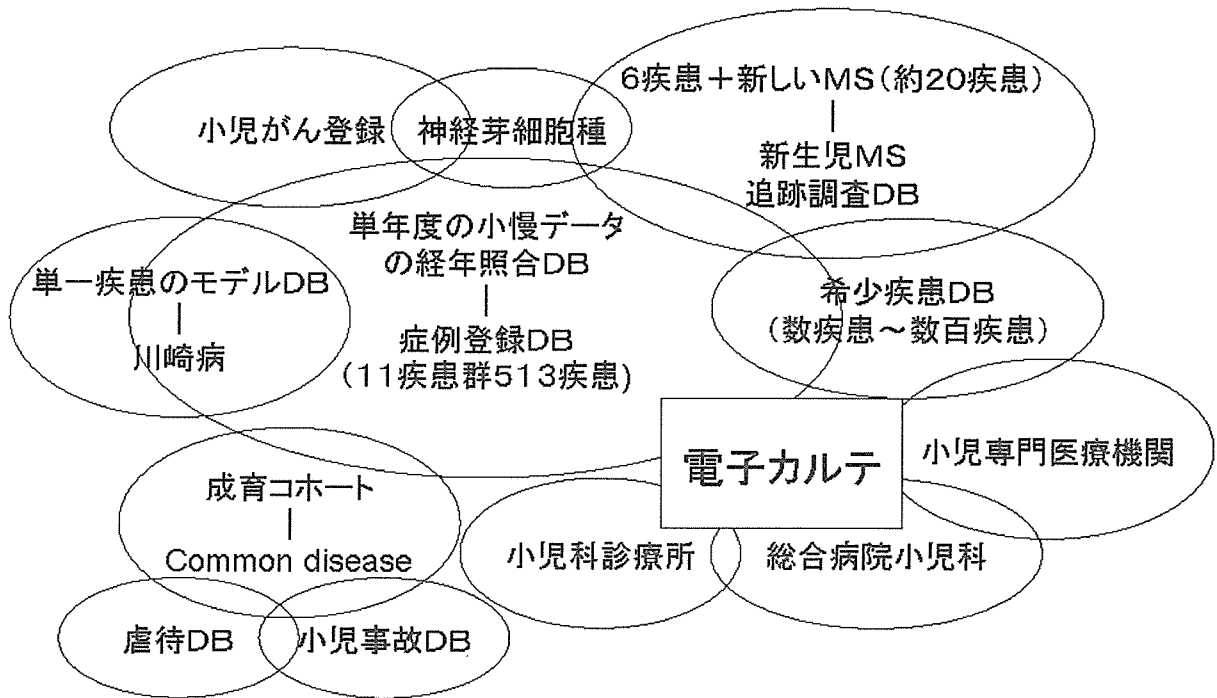 6疾患＋新しいMS（約20疾患）
新生児MS
追跡調査DB
小児がん登録
神経芽細胞種
単年度の小慢データ
の経年照合DB
症例登録DB
（11疾患群513疾患）
単一疾患のモデルDB
川崎病
希少疾患DB
（数疾患～数百疾患）
電子カルテ
小児専門医療機関
成育コホート
Common disease
小児科診療所
総合病院小児科
虐待DB
小児事故DB